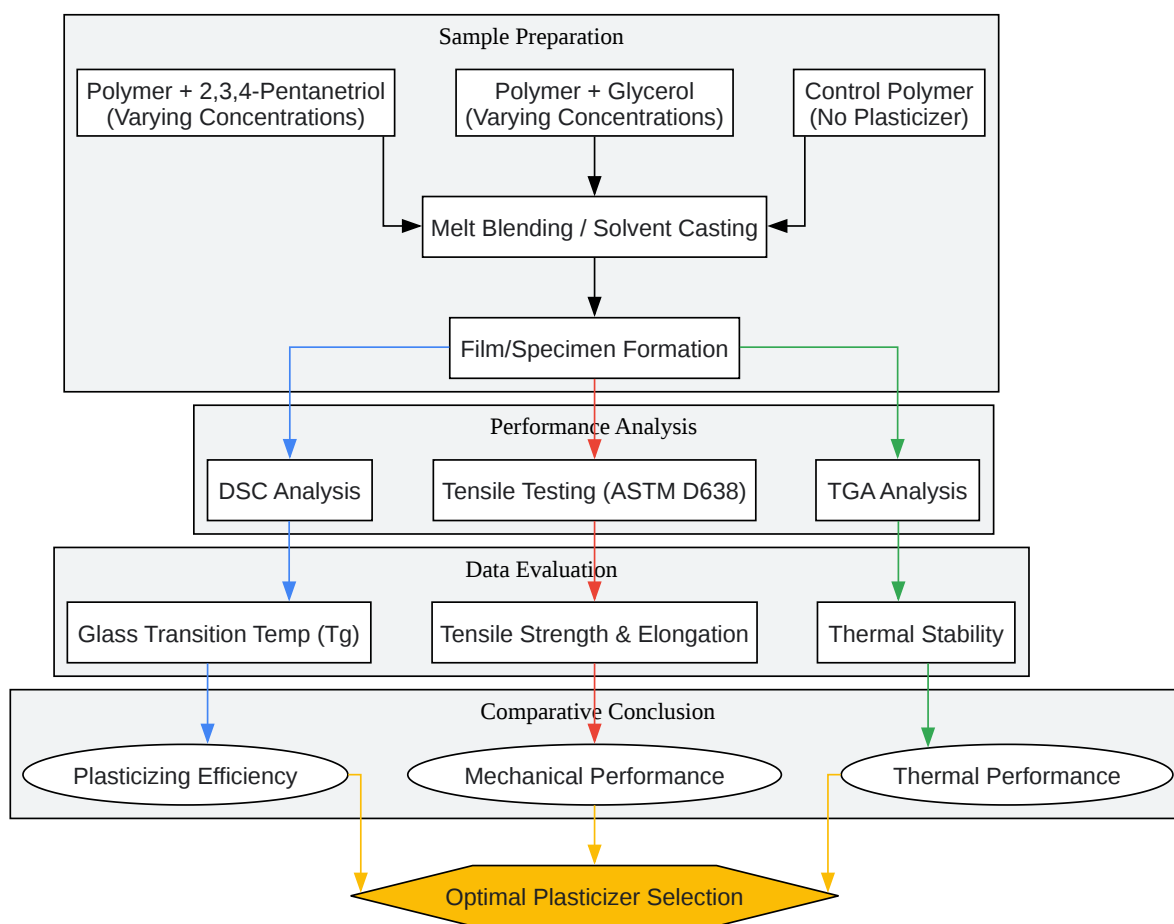 Sample Preparation
Polymer + 2,3,4-Pentanetriol
(Varying Concentrations)
Polymer + Glycerol
(Varying Concentrations)
Control Polymer
(No Plasticizer)
Melt Blending / Solvent Casting
Film/Specimen Formation
Performance Analysis
DSC Analysis
Tensile Testing (ASTM D638)
TGA Analysis
Data Evaluation
Glass Transition Temp (Tg)
Tensile Strength & Elongation
Thermal Stability
Comparative Conclusion
Plasticizing Efficiency
Mechanical Performance
Thermal Performance
Optimal Plasticizer Selection